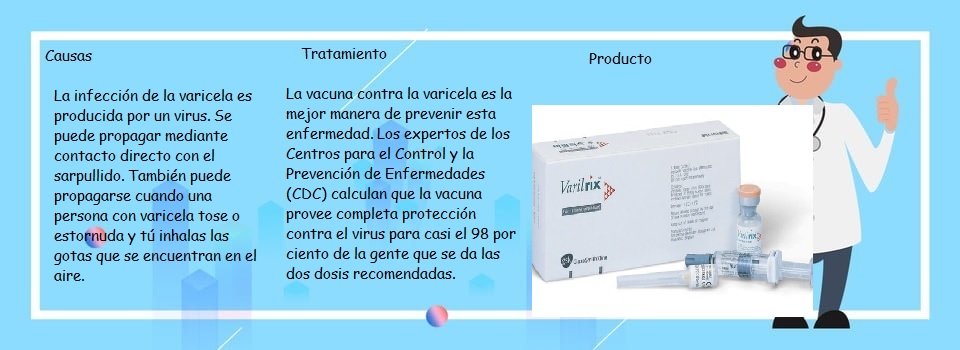 Causas
La infección de la varicela es
producida por un virus. Se
puede propagar mediante
contacto directo con el
sarpullido. También puede
propagarse cuando una
persona con varicela tose o
estornuda y tú inhalas las
gotas que se encuentran en el
aire.
Tratamiento
La vacuna contra la varicela es la
mejor manera de prevenir esta
enfermedad. Los expertos de los
Centros para el Control y la
Prevención de Enfermedades
(CDC) calculan que la vacuna
provee completa protección
contra el virus para casi el 98 por
ciento de la gente que se da las
dos dosis recomendadas.
Producto
Varilrix
gsk GlaxoSmithKline